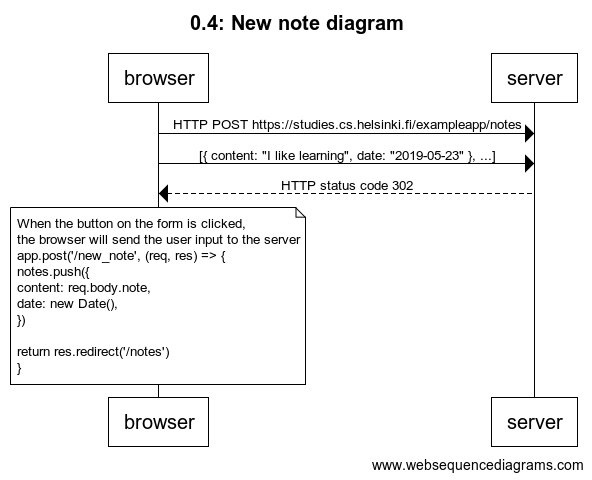 0.4: New note diagram
browser
server
HTTP POST https://studies.cs.helsinki.fi/exampleapp/notes
[{ content: "I like learning", date: "2019-05-23" }, ...]
HTTP status code 302
When the button on the form is clicked,
the browser will send the user input to the server
app.post('/new_note', (req, res) => {
notes.push({
content: req.body.note,
date: new Date(),
})
return res.redirect('/notes')
}
browser
server
www.websequencediagrams.com